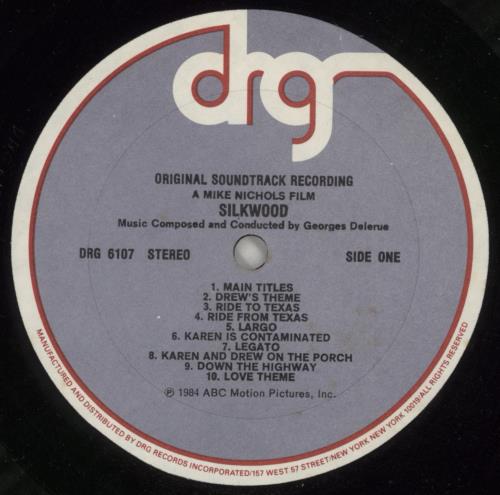 drg
ORIGINAL SOUNDTRACK RECORDING
A MIKE NICHOLS FILM
SILKWOOD
Music Composed and Conducted by Georges Delerue
DRG 6107 STEREO SIDE ONE
1. MAIN TITLES
2. DREW'S THEME
3. RIDE TO TEXAS
4. RIDE FROM TEXAS
5. LARGO
6. KAREN IS CONTAMINATED
7. LEGATO
8. KAREN AND DREW ON THE PORCH
9. DOWN THE HIGHWAY
10. LOVE THEME
℗ 1984 ABC Motion Pictures, Inc.
MANUFACTURED AND DISTRIBUTED BY DRG RECORDS INCORPORATED/157 WEST 57 STREET/NEW YORK NEW YORK 10019/ALL RIGHTS RESERVED